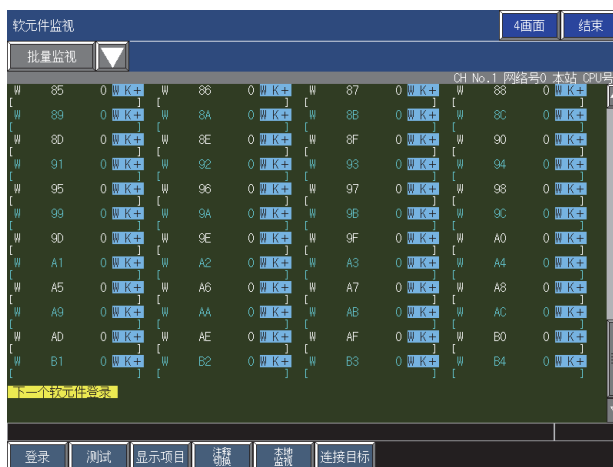 软元件监视 4画面 结束
批量监视
CH No.1 网络号0 本站 CPU号
W 85 0 W K+ W 86 0 W K+ W 87 0 W K+ W 88 0 W K+
[ ] [ ] [ ] [ ]
W 89 0 W K+ W 8A 0 W K+ W 8B 0 W K+ W 8C 0 W K+
[ ] [ ] [ ] [ ]
W 8D 0 W K+ W 8E 0 W K+ W 8F 0 W K+ W 90 0 W K+
[ ] [ ] [ ] [ ]
W 91 0 W K+ W 92 0 W K+ W 93 0 W K+ W 94 0 W K+
[ ] [ ] [ ] [ ]
W 95 0 W K+ W 96 0 W K+ W 97 0 W K+ W 98 0 W K+
[ ] [ ] [ ] [ ]
W 99 0 W K+ W 9A 0 W K+ W 9B 0 W K+ W 9C 0 W K+
[ ] [ ] [ ] [ ]
W 9D 0 W K+ W 9E 0 W K+ W 9F 0 W K+ W A0 0 W K+
[ ] [ ] [ ] [ ]
W A1 0 W K+ W A2 0 W K+ W A3 0 W K+ W A4 0 W K+
[ ] [ ] [ ] [ ]
W A5 0 W K+ W A6 0 W K+ W A7 0 W K+ W A8 0 W K+
[ ] [ ] [ ] [ ]
W A9 0 W K+ W AA 0 W K+ W AB 0 W K+ W AC 0 W K+
[ ] [ ] [ ] [ ]
W AD 0 W K+ W AE 0 W K+ W AF 0 W K+ W B0 0 W K+
[ ] [ ] [ ] [ ]
W B1 0 W K+ W B2 0 W K+ W B3 0 W K+ W B4 0 W K+
[ ] [ ] [ ] [ ]
下一个软元件登录
登录 测试 显示项目 注释切换 本地监视 连接目标